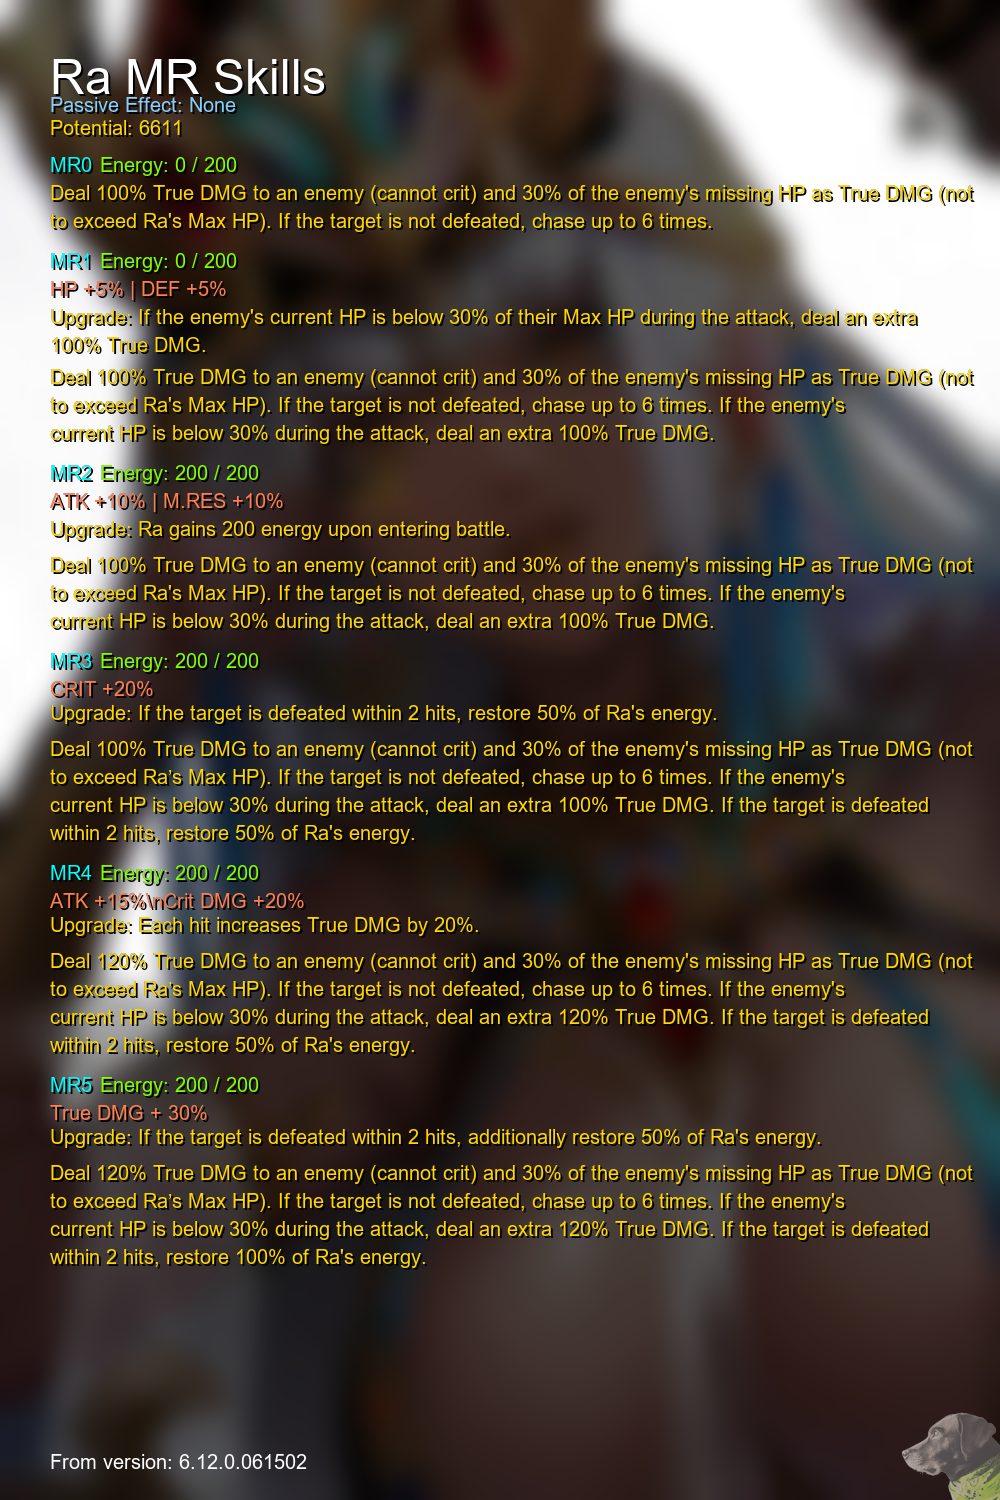 Ra MR Skills
Passive Effect: None
Potential: 6611
MR0 Energy: 0 / 200
Deal 100% True DMG to an enemy (cannot crit) and 30% of the enemy's missing HP as True DMG (not
to exceed Ra's Max HP). If the target is not defeated, chase up to 6 times.
MR1 Energy: 0 / 200
HP +5% | DEF +5%
Upgrade: If the enemy's current HP is below 30% of their Max HP during the attack, deal an extra
100% True DMG.
Deal 100% True DMG to an enemy (cannot crit) and 30% of the enemy's missing HP as True DMG (not
to exceed Ra's Max HP). If the target is not defeated, chase up to 6 times. If the enemy's
current HP is below 30% during the attack, deal an extra 100% True DMG.
MR2 Energy: 200 / 200
ATK +10% | M.RES +10%
Upgrade: Ra gains 200 energy upon entering battle.
Deal 100% True DMG to an enemy (cannot crit) and 30% of the enemy's missing HP as True DMG (not
to exceed Ra's Max HP). If the target is not defeated, chase up to 6 times. If the enemy's
current HP is below 30% during the attack, deal an extra 100% True DMG.
MR3 Energy: 200 / 200
CRIT +20%
Upgrade: If the target is defeated within 2 hits, restore 50% of Ra's energy.
Deal 100% True DMG to an enemy (cannot crit) and 30% of the enemy's missing HP as True DMG (not
to exceed Ra's Max HP). If the target is not defeated, chase up to 6 times. If the enemy's
current HP is below 30% during the attack, deal an extra 100% True DMG. If the target is defeated
within 2 hits, restore 50% of Ra's energy.
MR4 Energy: 200 / 200
ATK +15%\nCrit DMG +20%
Upgrade: Each hit increases True DMG by 20%.
Deal 120% True DMG to an enemy (cannot crit) and 30% of the enemy's missing HP as True DMG (not
to exceed Ra's Max HP). If the target is not defeated, chase up to 6 times. If the enemy's
current HP is below 30% during the attack, deal an extra 120% True DMG. If the target is defeated
within 2 hits, restore 50% of Ra's energy.
MR5 Energy: 200 / 200
True DMG + 30%
Upgrade: If the target is defeated within 2 hits, additionally restore 50% of Ra's energy.
Deal 120% True DMG to an enemy (cannot crit) and 30% of the enemy's missing HP as True DMG (not
to exceed Ra's Max HP). If the target is not defeated, chase up to 6 times. If the enemy's
current HP is below 30% during the attack, deal an extra 120% True DMG. If the target is defeated
within 2 hits, restore 100% of Ra's energy.
From version: 6.12.0.061502